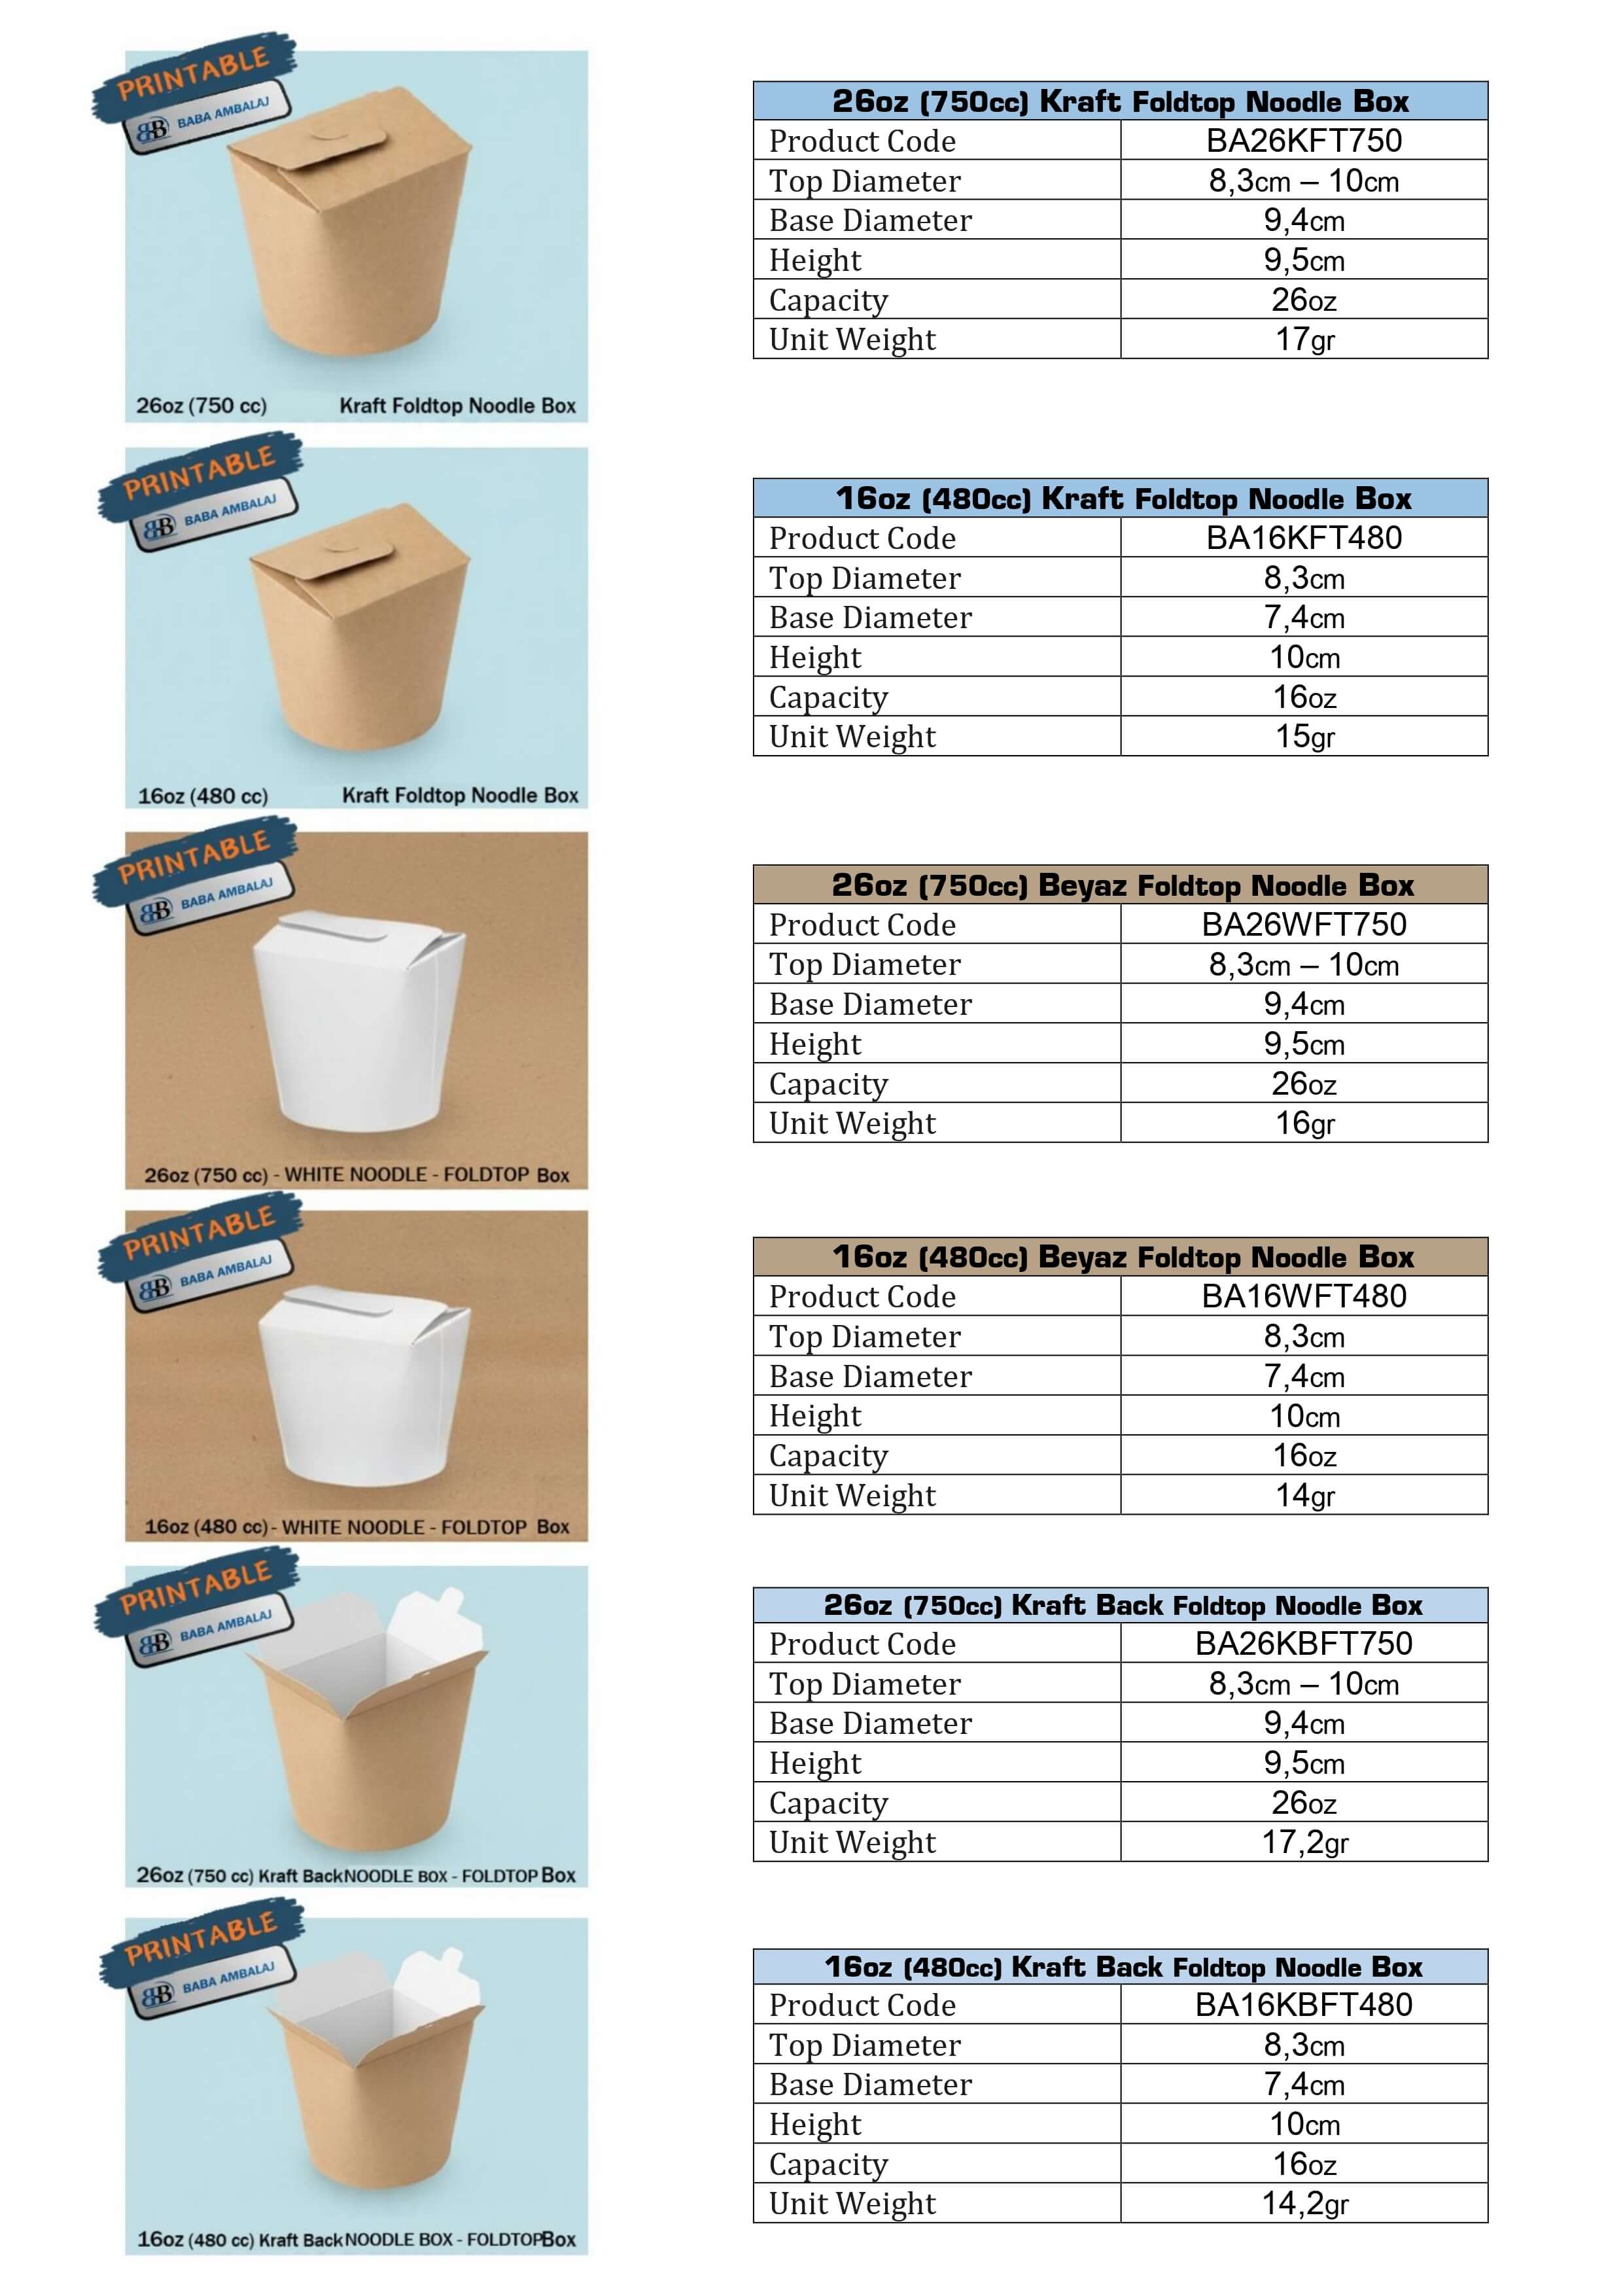 PRINTABLE
BB BABA AMBALAJ
26oz (750 cc) Kraft Foldtop Noodle Box
26oz (750cc) Kraft Foldtop Noodle Box
Product Code BA26KFT750
Top Diameter 8,3cm – 10cm
Base Diameter 9,4cm
Height 9,5cm
Capacity 26oz
Unit Weight 17gr
PRINTABLE
BB BABA AMBALAJ
16oz (480 cc) Kraft Foldtop Noodle Box
16oz (480cc) Kraft Foldtop Noodle Box
Product Code BA16KFT480
Top Diameter 8,3cm
Base Diameter 7,4cm
Height 10cm
Capacity 16oz
Unit Weight 15gr
PRINTABLE
BB BABA AMBALAJ
26oz (750 cc) - WHITE NOODLE - FOLDTOP Box
26oz (750cc) Beyaz Foldtop Noodle Box
Product Code BA26WFT750
Top Diameter 8,3cm – 10cm
Base Diameter 9,4cm
Height 9,5cm
Capacity 26oz
Unit Weight 16gr
PRINTABLE
BB BABA AMBALAJ
16oz (480 cc) - WHITE NOODLE - FOLDTOP Box
16oz (480cc) Beyaz Foldtop Noodle Box
Product Code BA16WFT480
Top Diameter 8,3cm
Base Diameter 7,4cm
Height 10cm
Capacity 16oz
Unit Weight 14gr
PRINTABLE
BB BABA AMBALAJ
26oz (750 cc) Kraft Back NOODLE BOX - FOLDTOP Box
26oz (750cc) Kraft Back Foldtop Noodle Box
Product Code BA26KBFT750
Top Diameter 8,3cm – 10cm
Base Diameter 9,4cm
Height 9,5cm
Capacity 26oz
Unit Weight 17,2gr
PRINTABLE
BB BABA AMBALAJ
16oz (480 cc) Kraft Back NOODLE BOX - FOLDTOP Box
16oz (480cc) Kraft Back Foldtop Noodle Box
Product Code BA16KBFT480
Top Diameter 8,3cm
Base Diameter 7,4cm
Height 10cm
Capacity 16oz
Unit Weight 14,2gr